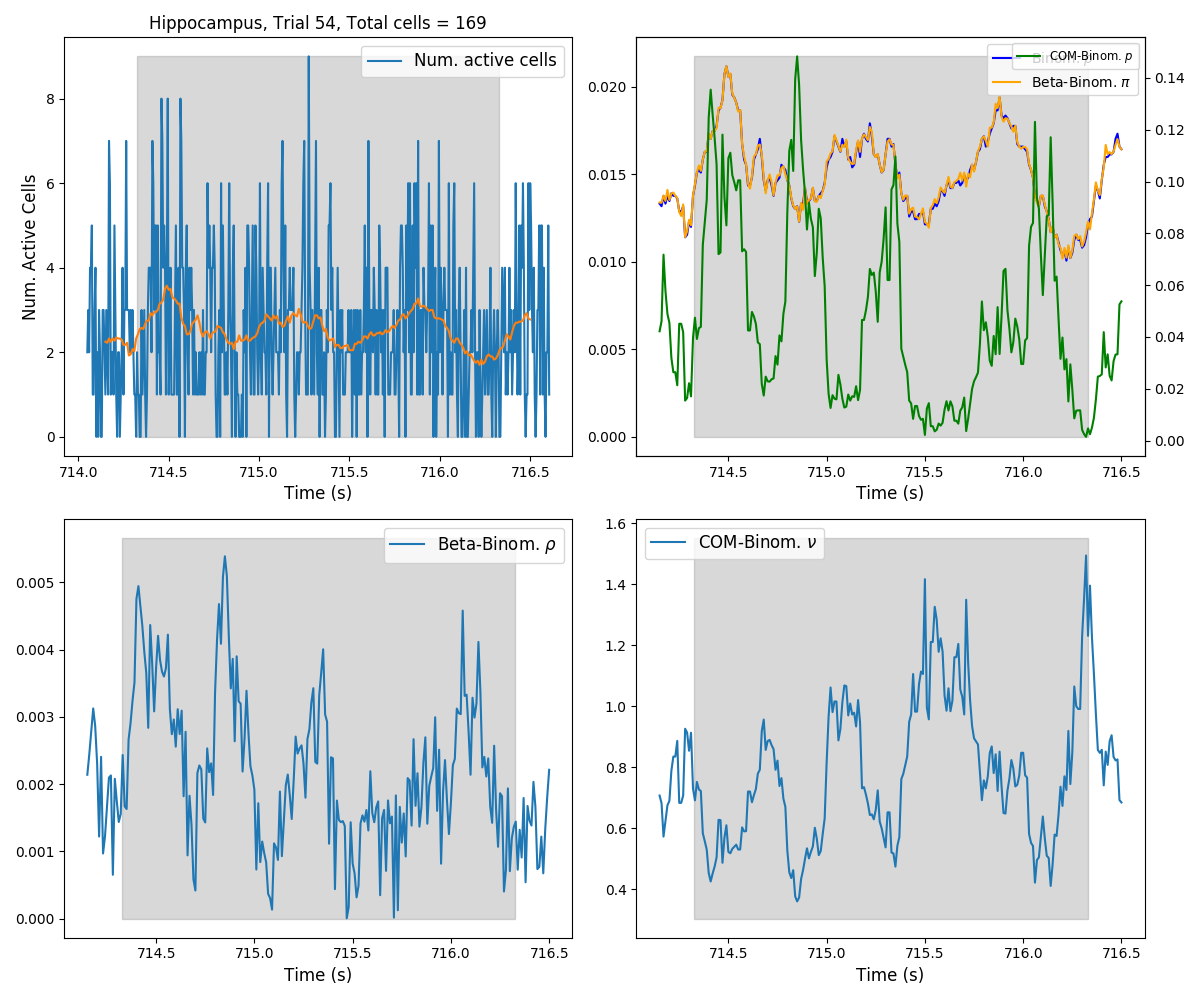 Hippocampus, Trial 54, Total cells = 169
Num. active cells
Num. Active Cells
8
6
4
2
0
714.0 714.5 715.0 715.5 716.0 716.5
Time (s)
COM-Binom. p
Beta-Binom. π
0.020
0.015
0.010
0.005
0.000
0.14
0.12
0.10
0.08
0.06
0.04
0.02
0.00
714.5 715.0 715.5 716.0 716.5
Time (s)
Beta-Binom. ρ
0.005
0.004
0.003
0.002
0.001
0.000
714.5 715.0 715.5 716.0 716.5
Time (s)
COM-Binom. ν
1.6
1.4
1.2
1.0
0.8
0.6
0.4
714.5 715.0 715.5 716.0 716.5
Time (s)